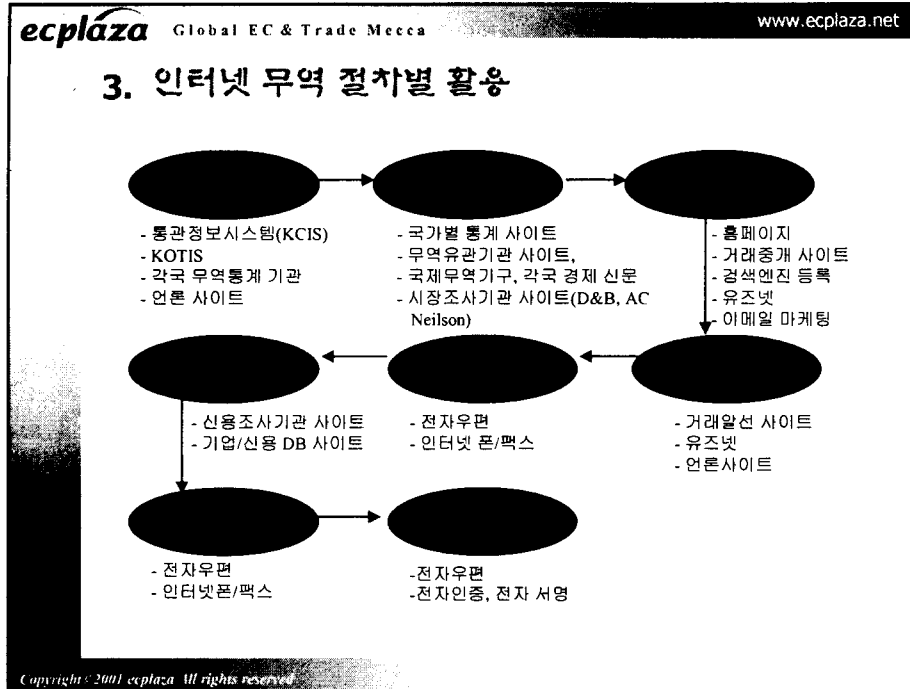 ecplaza Global EC & Trade Mecca
www.ecplaza.net
3. 인터넷 무역 절차별 활용
- 통관정보시스템(KCIS)
- KOTIS
- 각국 무역통계 기관
- 언론 사이트
- 국가별 통계 사이트
- 무역유관기관 사이트,
- 국제무역기구, 각국 경제 신문
- 시장조사기관 사이트(D&B, AC
Neilson)
- 홈페이지
- 거래중개 사이트
- 검색엔진 등록
- 유즈넷
- 이메일 마케팅
- 신용조사기관 사이트
- 기업/신용 DB 사이트
- 전자우편
- 인터넷 폰/팩스
- 거래알선 사이트
- 유즈넷
- 언론사이트
- 전자우편
- 인터넷폰/팩스
-전자우편
-전자인증, 전자 서명
Copyright © 2001 ecplaza All rights reserved